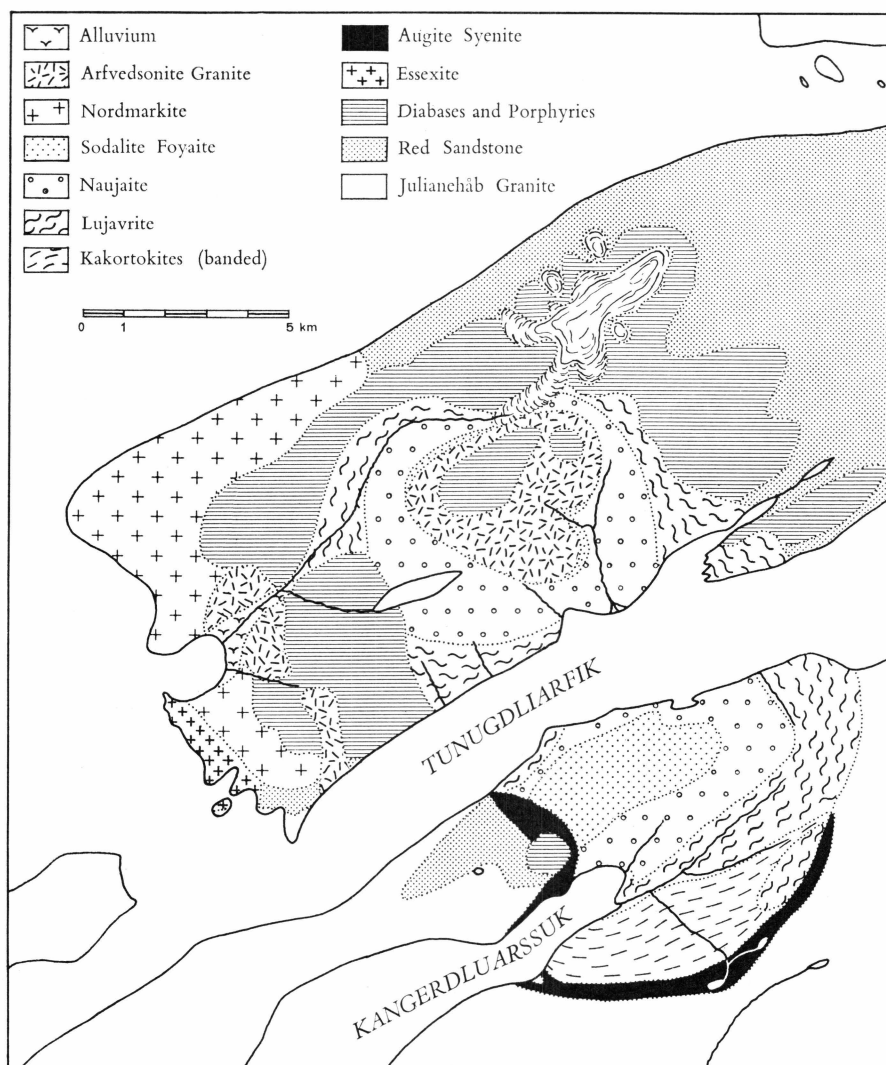 Alluvium
Arfvedsonite Granite
Nordmarkite
Sodalite Foyaite
Naujaite
Lujavrite
Kakortokites (banded)
Augite Syenite
Essexite
Diabases and Porphyries
Red Sandstone
Julianehåb Granite
0 1 5 km
TUNUGDLIARFIK
KANGERDLUARSSUK